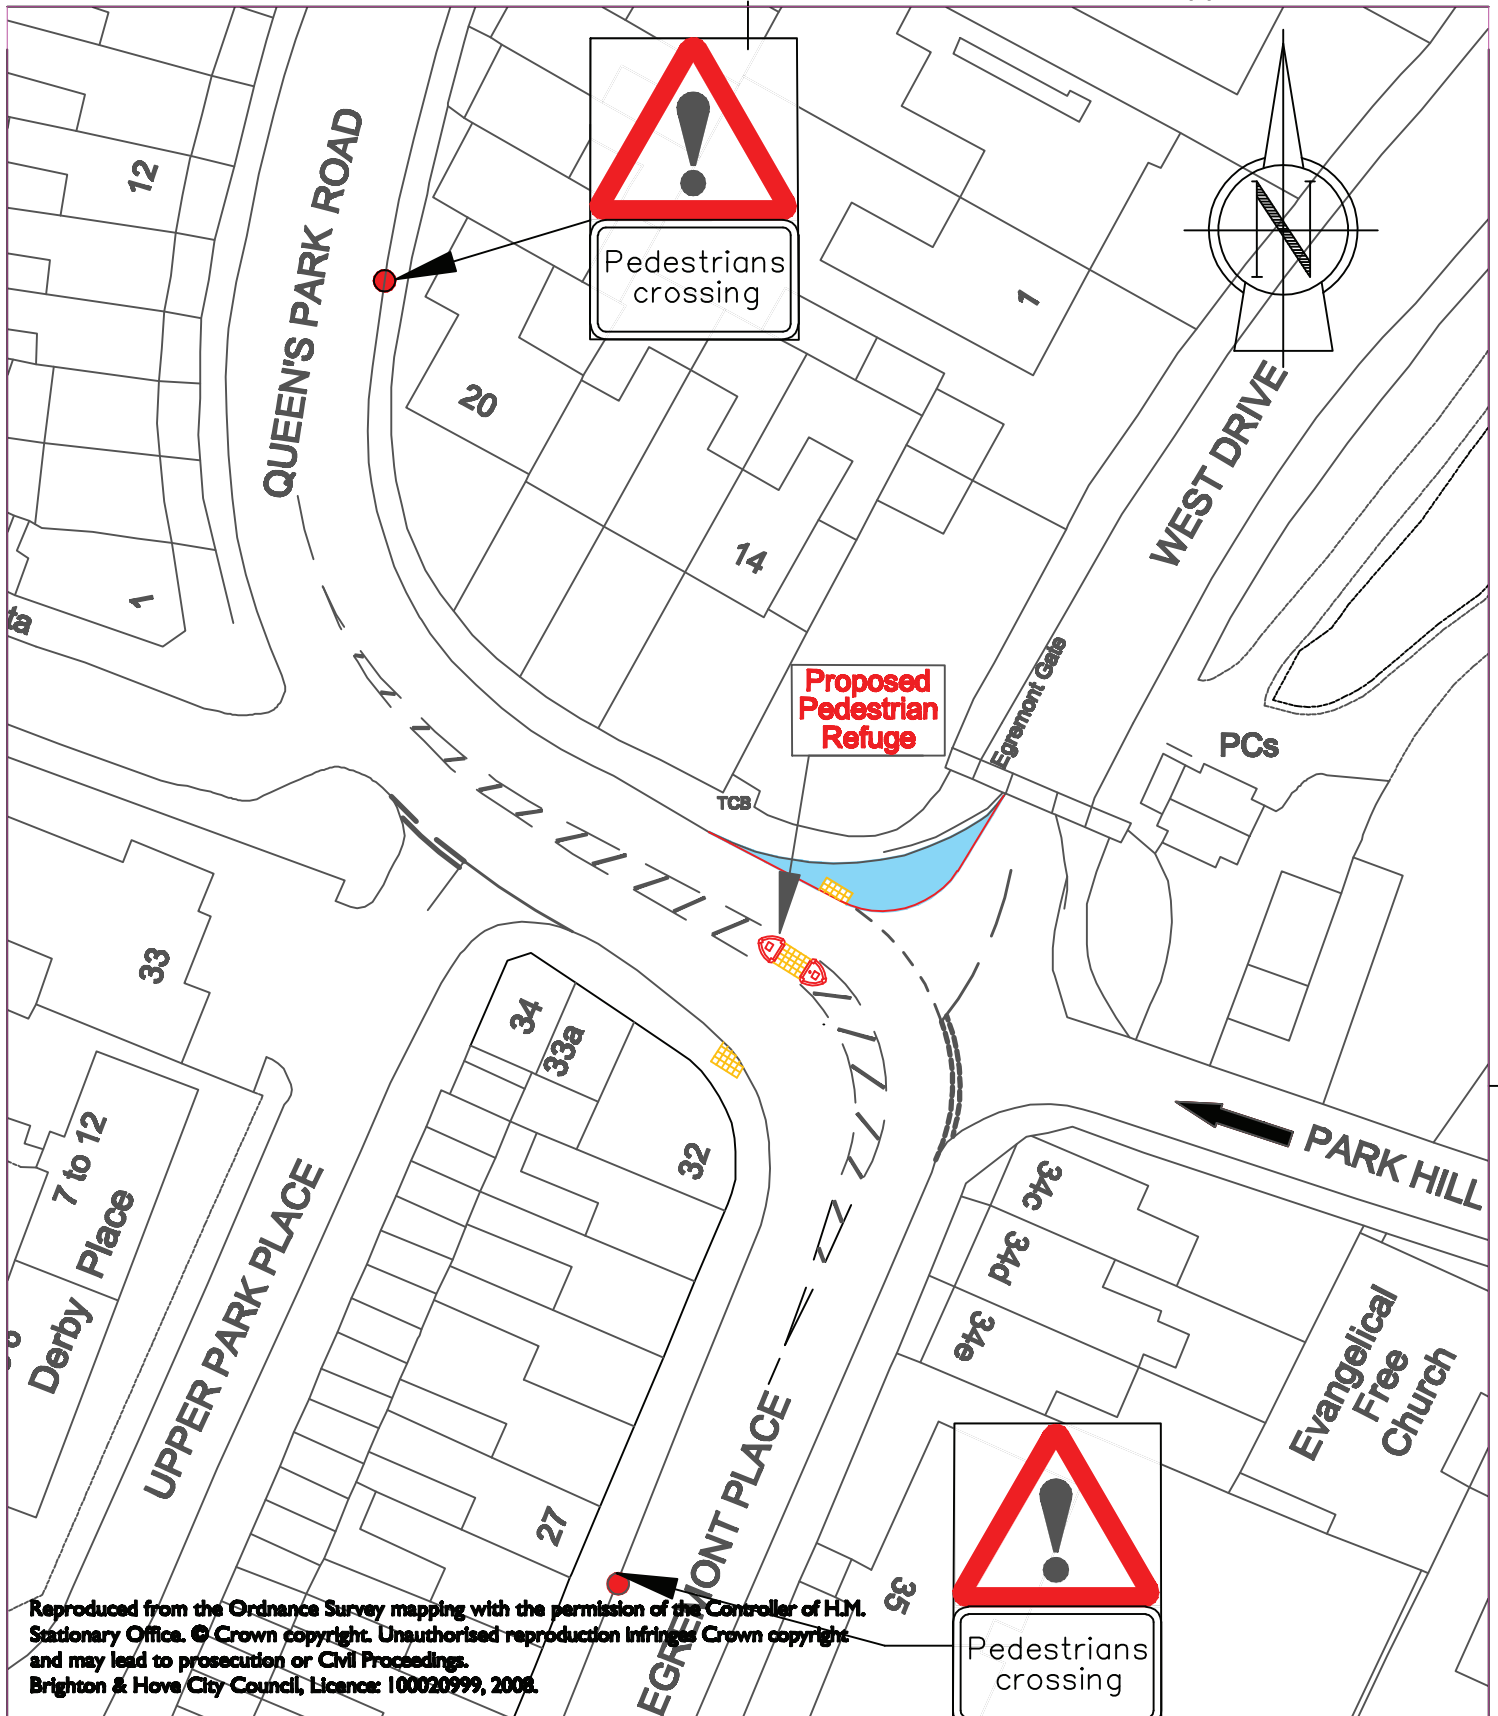 Pedestrians
crossing
12
QUEEN'S PARK ROAD
1
N
20
WEST DRIVE
14
1
ta
Egremont Gate
Proposed
Pedestrian
Refuge
PCs
TCB
33
34
33a
32
7 to 12
Derby Place
UPPER PARK PLACE
PARK HILL
34c
34d
34e
Evangelical
Free
Church
27
EGREMONT PLACE
35
Pedestrians
crossing
Reproduced from the Ordnance Survey mapping with the permission of the Controller of H.M.
Stationary Office. © Crown copyright. Unauthorised reproduction infringes Crown copyright
and may lead to prosecution or Civil Proceedings.
Brighton & Hove City Council, Licence: 100020999, 2008.